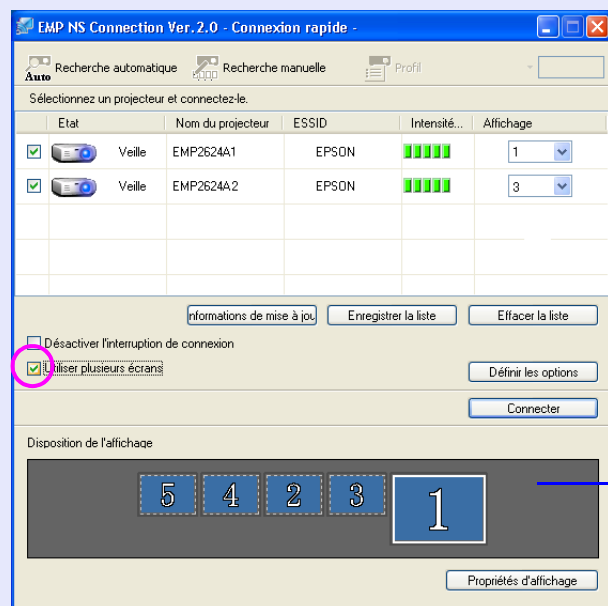 EMP NS Connection Ver.2.0 - Connexion rapide -
Auto Recherche automatique Recherche manuelle Profil -
Sélectionnez un projecteur et connectez-le.
Etat Nom du projecteur ESSID Intensité... Affichage
Veille EMP2624A1 EPSON 1
Veille EMP2624A2 EPSON 3
nformations de mise à jou Enregistrer la liste Effacer la liste
Désactiver l'interruption de connexion
Utiliser plusieurs écrans Définir les options
Connecter
Disposition de l'affichage
5 4 2 3 1
Propriétés d'affichage